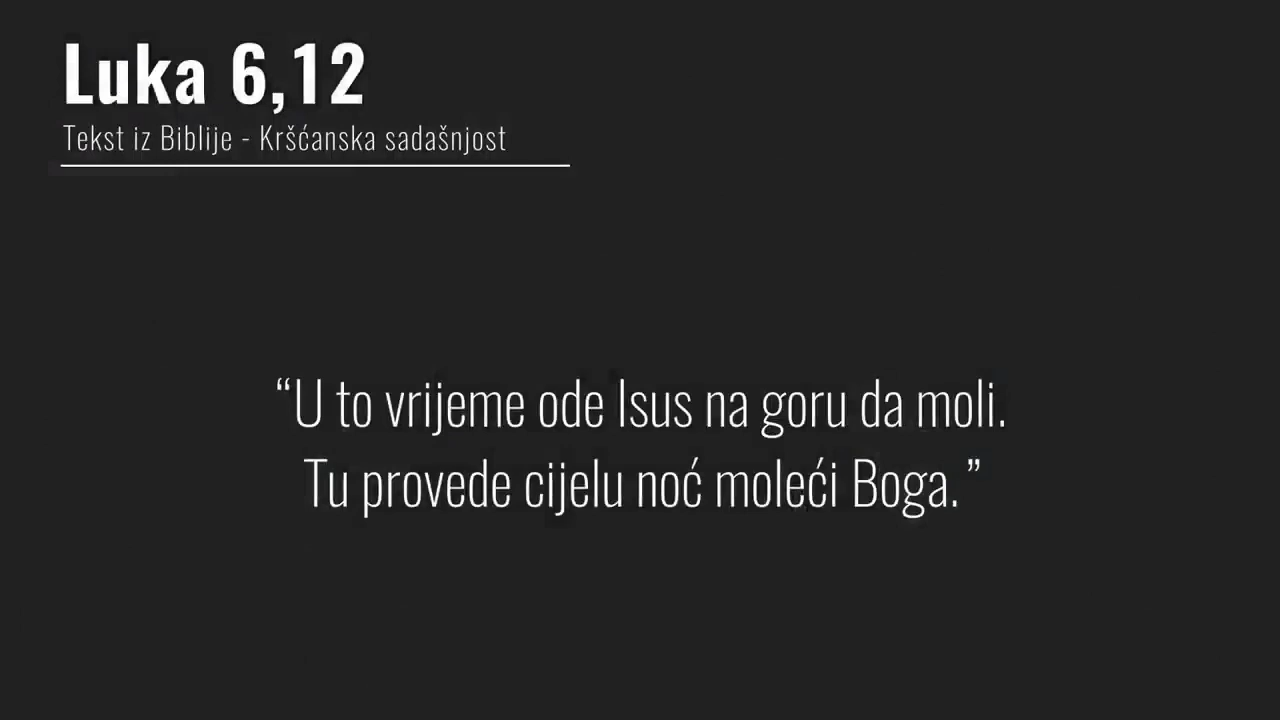 Luka 6,12
Tekst iz Biblije - Kršćanska sadašnjost
“U to vrijeme ode Isus na goru da moli.
Tu provede cijelu noć moleći Boga.”